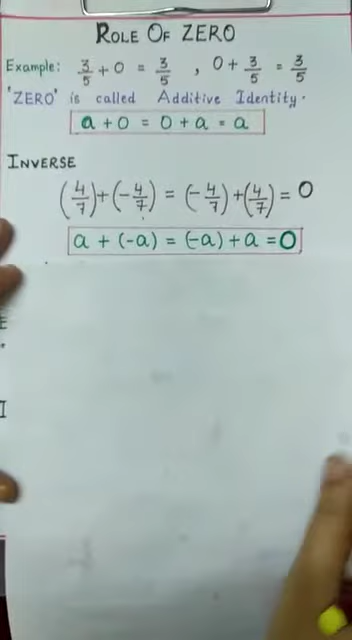 ROLE OF ZERO
Example: 3/5 + 0 = 3/5 , 0 + 3/5 = 3/5
'ZERO' is called Additive Identity.
a + 0 = 0 + a = a
INVERSE
(4/7)+(-4/7) = (-4/7)+(4/7) = 0
a + (-a) = (-a) + a = 0